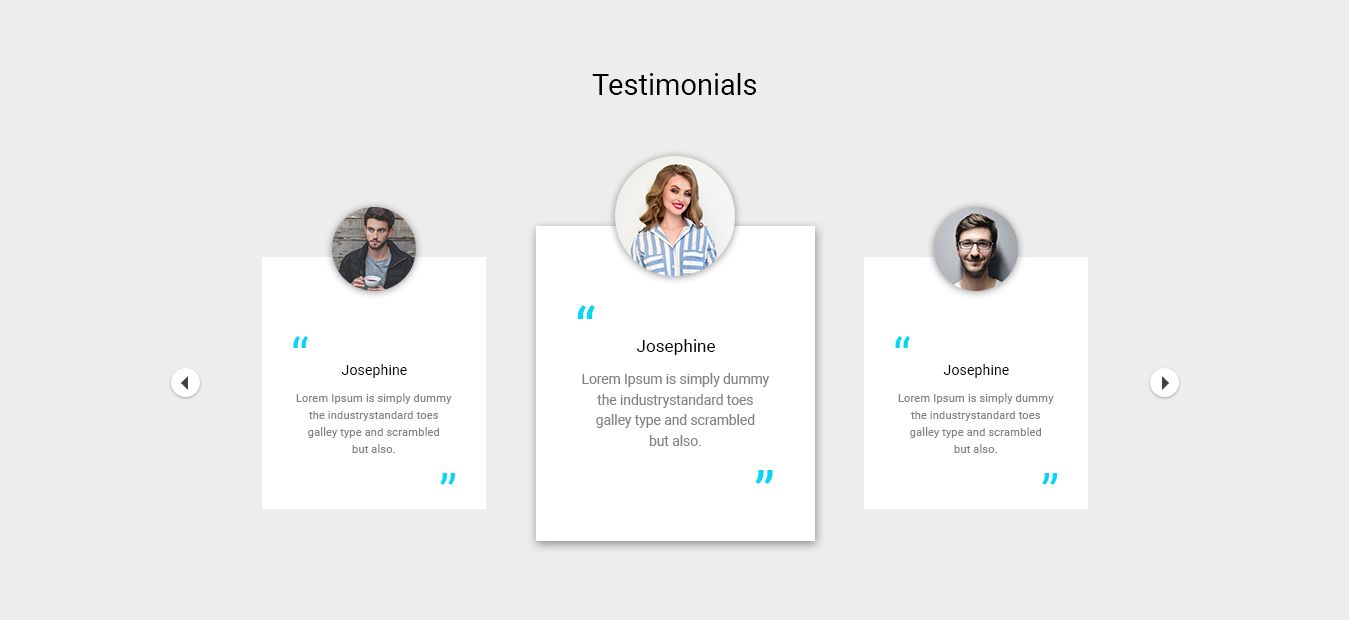 Testimonials
“
Josephine
Lorem Ipsum is simply dummy
the industrystandard toes
galley type and scrambled
but also.
”
“
Josephine
Lorem Ipsum is simply dummy
the industrystandard toes
galley type and scrambled
but also.
”
“
Josephine
Lorem Ipsum is simply dummy
the industrystandard toes
galley type and scrambled
but also.
”